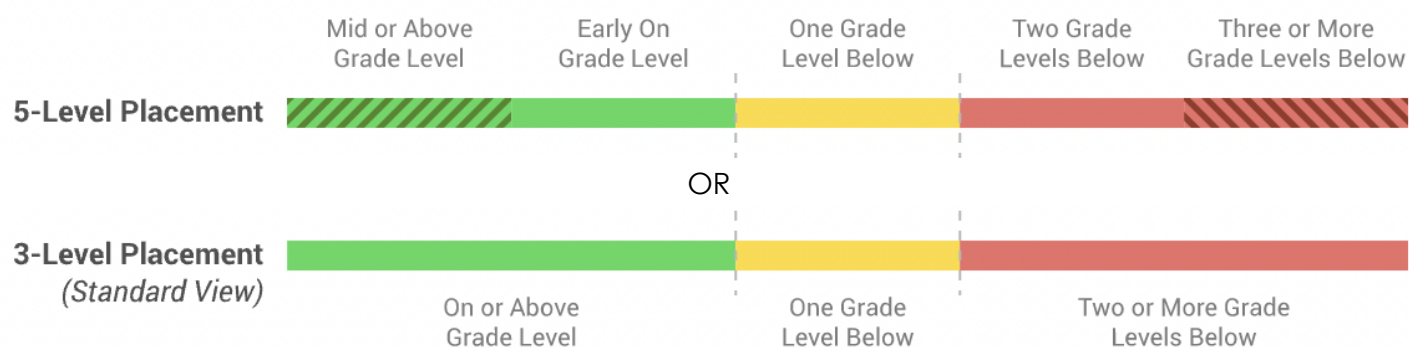 Mid or Above
Grade Level
Early On
Grade Level
One Grade
Level Below
Two Grade
Levels Below
Three or More
Grade Levels Below
5-Level Placement
OR
3-Level Placement
(Standard View)
On or Above
Grade Level
One Grade
Level Below
Two or More Grade
Levels Below